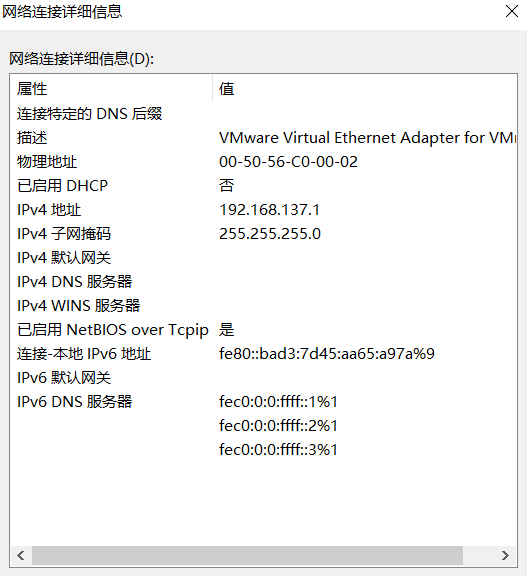 网络连接详细信息
网络连接详细信息(D):
属性 值
连接特定的 DNS 后缀
描述 VMware Virtual Ethernet Adapter for VM
物理地址 00-50-56-C0-00-02
已启用 DHCP 否
IPv4 地址 192.168.137.1
IPv4 子网掩码 255.255.255.0
IPv4 默认网关
IPv4 DNS 服务器
IPv4 WINS 服务器
已启用 NetBIOS over Tcpip 是
连接-本地 IPv6 地址 fe80::bad3:7d45:aa65:a97a%9
IPv6 默认网关
IPv6 DNS 服务器 fec0:0:0:ffff::1%1
fec0:0:0:ffff::2%1
fec0:0:0:ffff::3%1